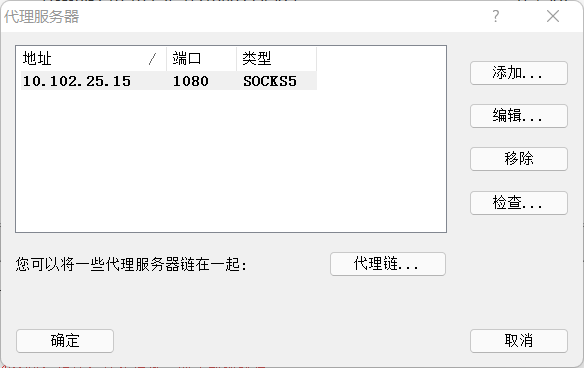 代理服务器
地址 / 端口 类型
10.102.25.15 1080 SOCKS5
添加...
编辑...
移除
检查...
您可以将一些代理服务器链在一起:
代理链...
确定
取消